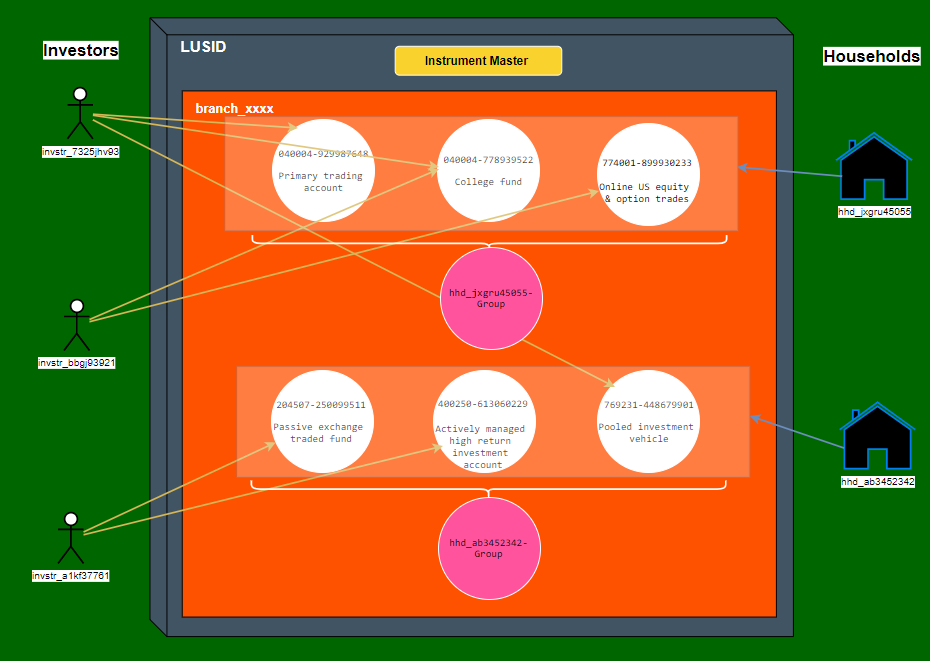 LUSID
Investors
Instrument Master
Households
branch_xxxx
invstr_7325jhv93
040004-929987648
Primary trading
account
040004-778939522
College fund
774001-899930233
Online US equity
& option trades
hhd_jxgru45055
hhd_jxgru45055-
Group
invstr_bbgj93921
204507-250099511
Passive exchange
traded fund
400250-613060229
Actively managed
high return
investment
account
769231-448679901
Pooled investment
vehicle
hhd_ab3452342
hhd_ab3452342-
Group
invstr_a1kf37761